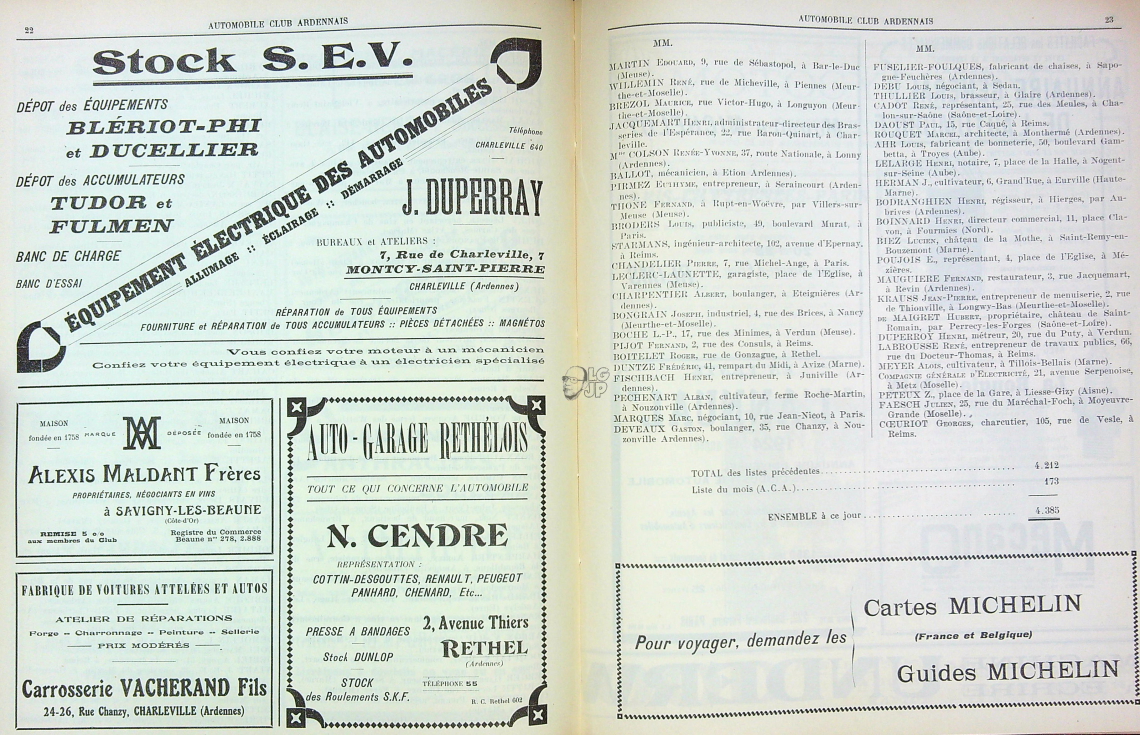 22
AUTOMOBILE CLUB ARDENNAIS
Stock S. E.V.
DÉPOT des ÉQUIPEMENTS
BLÉRIOT-PHI
et DUCELLIER
DÉPOT des ACCUMULATEURS
TUDOR et
FULMEN
BANC DE CHARGE
BANC D'ESSAI
ÉQUIPEMENT ÉLECTRIQUE DES AUTOMOBILES
ALLUMAGE :: ÉCLAIRAGE :: DÉMARRAGE
Téléphone
CHARLEVILLE 640
J. DUPERRAY
BUREAUX et ATELIERS :
7, Rue de Charleville, 7
MONTCY-SAINT-PIERRE
CHARLEVILLE (Ardennes)
RÉPARATION de TOUS ÉQUIPEMENTS
FOURNITURE et RÉPARATION de TOUS ACCUMULATEURS :: PIÈCES DÉTACHÉES :: MAGNÉTOS
Vous confiez votre moteur à un mécanicien
Confiez votre équipement électrique à un électricien spécialisé
MAISON
fondée en 1758
MARQUE
AM
DÉPOSÉE
MAISON
fondée en 1758
ALEXIS MALDANT Frères
PROPRIÉTAIRES, NÉGOCIANTS EN VINS
à SAVIGNY-LES-BEAUNE
(Côte-d'Or)
REMISE 5 o/o
aux membres du Club
Registre du Commerce
Beaune nos 278, 2.888
FABRIQUE DE VOITURES ATTELÉES ET AUTOS
ATELIER DE RÉPARATIONS
Forge -- Charronnage -- Peinture -- Sellerie
PRIX MODÉRÉS
Carrosserie VACHERAND Fils
24-26, Rue Chanzy, CHARLEVILLE (Ardennes)
AUTO-GARAGE RETHÉLOIS
TOUT CE QUI CONCERNE L'AUTOMOBILE
N. CENDRE
REPRÉSENTATION :
COTTIN-DESGOUTTES, RENAULT, PEUGEOT
PANHARD, CHENARD, Etc...
PRESSE A BANDAGES
Stock DUNLOP
STOCK
des Roulements S.K.F.
2, Avenue Thiers
RETHEL
(Ardennes)
TÉLÉPHONE 55
R. C. Rethel 602
LG
JP
AUTOMOBILE CLUB ARDENNAIS
23
MM.
MARTIN EDOUARD, 9, rue de Sébastopol, à Bar-le-Duc
(Meuse).
WILLEMIN RENÉ, rue de Micheville, à Piennes (Meur-
the-et-Moselle).
BREZOL MAURICE, rue Victor-Hugo, à Longuyon (Meur-
the-et-Moselle).
JACQUEMART HENRI, administrateur-directeur des Bras-
series de l'Espérance, 22, rue Baron-Quinart, à Char-
leville.
Mme COLSON RENÉE-YVONNE, 37, route Nationale, à Lonny
(Ardennes).
BALLOT, mécanicien, à Etion Ardennes).
PIRMEZ EUTHYME, entrepreneur, à Seraincourt (Arden-
nes).
THONE FERNAND, à Rupt-en-Woëvre, par Villers-sur-
Meuse (Meuse).
BRODERS LOUIS, publiciste, 49, boulevard Murat, à
Paris.
STARMANS, ingénieur-architecte, 102, avenue d'Epernay,
à Reims.
CHANDELIER PIERRE, 7, rue Michel-Ange, à Paris.
LECLERC-LAUNETTE, garagiste, place de l'Eglise, à
Varennes (Meuse).
CHARPENTIER ALBERT, boulanger, à Eteignières (Ar-
dennes).
BONGRAIN JOSEPH, industriel, 4, rue des Brices, à Nancy
(Meurthe-et-Moselle).
BOCHE L.-P., 17, rue des Minimes, à Verdun (Meuse).
PIJOT FERNAND, 2, rue des Consuls, à Reims.
BOITELET ROGER, rue de Gonzague, à Rethel.
DUNTZE FRÉDÉRIC, 41, rempart du Midi, à Avize (Marne).
FISCHBACH HENRI, entrepreneur, à Juniville (Ar-
dennes).
PECHENART ALBAN, cultivateur, ferme Roche-Martin,
à Nouzonville (Ardennes).
MARQUES MARC, négociant, 10, rue Jean-Nicot, à Paris.
DEVEAUX GASTON, boulanger, 35, rue Chanzy, à Nou-
zonville Ardennes).
MM.
FUSELIER-FOULQUES, fabricant de chaises, à Sapo-
gne-Feuchères (Ardennes).
DEBU LOUIS, négociant, à Sedan.
THULLIER LOUIS, brasseur, à Glaire (Ardennes).
CADOT RENÉ, représentant, 25, rue des Meules, à Cha-
lon-sur-Saône (Saône-et-Loire).
DAOUST PAUL, 15, rue Caqué, à Reims.
ROUQUET MARCEL, architecte, à Monthermé (Ardennes).
AHR LOUIS, fabricant de bonneterie, 50, boulevard Gam-
betta, à Troyes (Aube).
LELARGE HENRI, notaire, 7, place de la Halle, à Nogent-
sur-Seine (Aube).
HERMAN J., cultivateur, 6, Grand'Rue, à Eurville (Haute-
Marne).
BODRANGHIEN HENRI, régisseur, à Hierges, par Au-
brives (Ardennes).
BOINNARD HENRI, directeur commercial, 11, place Cla-
von, à Fourmies (Nord).
BIEZ LUCIEN, château de la Mothe, à Saint-Remy-en-
Bouzemont (Marne).
POUJOIS E., représentant, 4, place de l'Eglise, à Mé-
zières.
MAUGUIERE FERNAND, restaurateur, 3, rue Jacquemart,
à Revin (Ardennes).
KRAUSS JEAN-PIERRE, entrepreneur de menuiserie, 2, rue
de Thionville, à Longwy-Bas (Meurthe-et-Moselle).
DE MAIGRET HUBERT, propriétaire, château de Saint-
Romain, par Perrecy-les-Forges (Saône-et-Loire).
DUPERROY HENRI, métreur, 20, rue du Puty, à Verdun.
LABROUSSE RENÉ, entrepreneur de travaux publics, 66,
rue du Docteur-Thomas, à Reims.
MEYER ALOIS, cultivateur, à Tillois-Bellais (Marne).
COMPAGNIE GÉNÉRALE D'ELECTRICITÉ, 21, avenue Serpenoise,
à Metz (Moselle).
PETEUX Z., place de la Gare, à Liesse-Gizy (Aisne).
FAESCH JULIEN, 25, rue du Maréchal-Foch, à Moyeuvre-
Grande (Moselle).
CŒURIOT GEORGES, charcutier, 105, rue de Vesle, à
Reims.
TOTAL des listes précédentes........ 4.212
Liste du mois (A.C.A.)........ 173
ENSEMBLE à ce jour........ 4.385
Pour voyager, demandez les
Cartes MICHELIN
(France et Belgique)
Guides MICHELIN